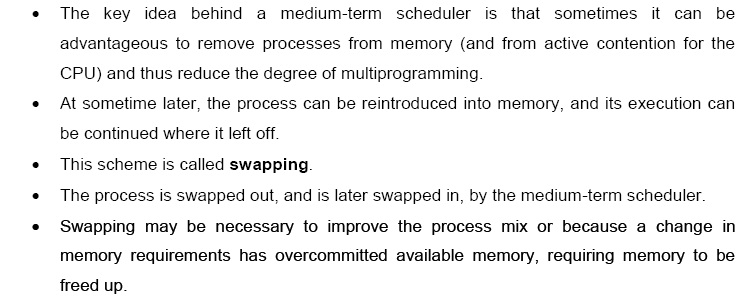 • The key idea behind a medium-term scheduler is that sometimes it can be
advantageous to remove processes from memory (and from active contention for the
CPU) and thus reduce the degree of multiprogramming.
• At sometime later, the process can be reintroduced into memory, and its execution can
be continued where it left off.
• This scheme is called swapping.
• The process is swapped out, and is later swapped in, by the medium-term scheduler.
• Swapping may be necessary to improve the process mix or because a change in
memory requirements has overcommitted available memory, requiring memory to be
freed up.